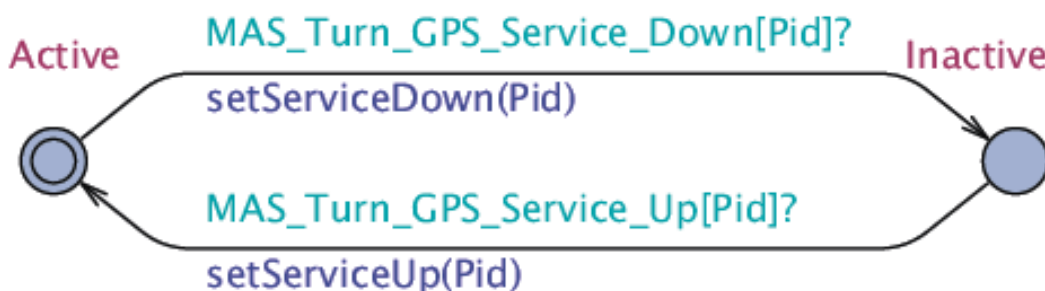 MAS_Turn_GPS_Service_Down[Pid]?
Active
Inactive
setServiceDown(Pid)
MAS_Turn_GPS_Service_Up[Pid]?
setServiceUp(Pid)